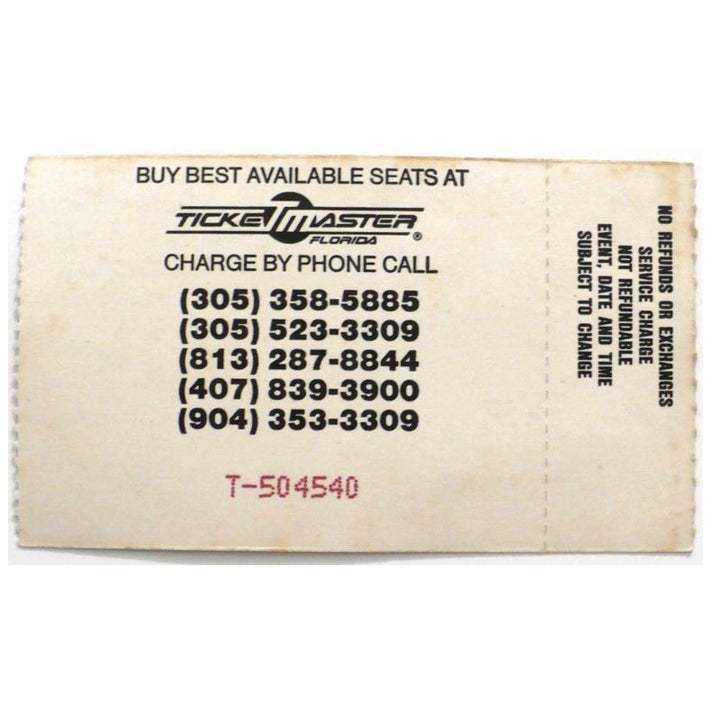 BUY BEST AVAILABLE SEATS AT
TICKETMASTER
FLORIDA ®
CHARGE BY PHONE CALL
(305) 358-5885
(305) 523-3309
(813) 287-8844
(407) 839-3900
(904) 353-3309
T-504540
NO REFUNDS OR EXCHANGES
SERVICE CHARGE
NOT REFUNDABLE
EVENT, DATE AND TIME
SUBJECT TO CHANGE